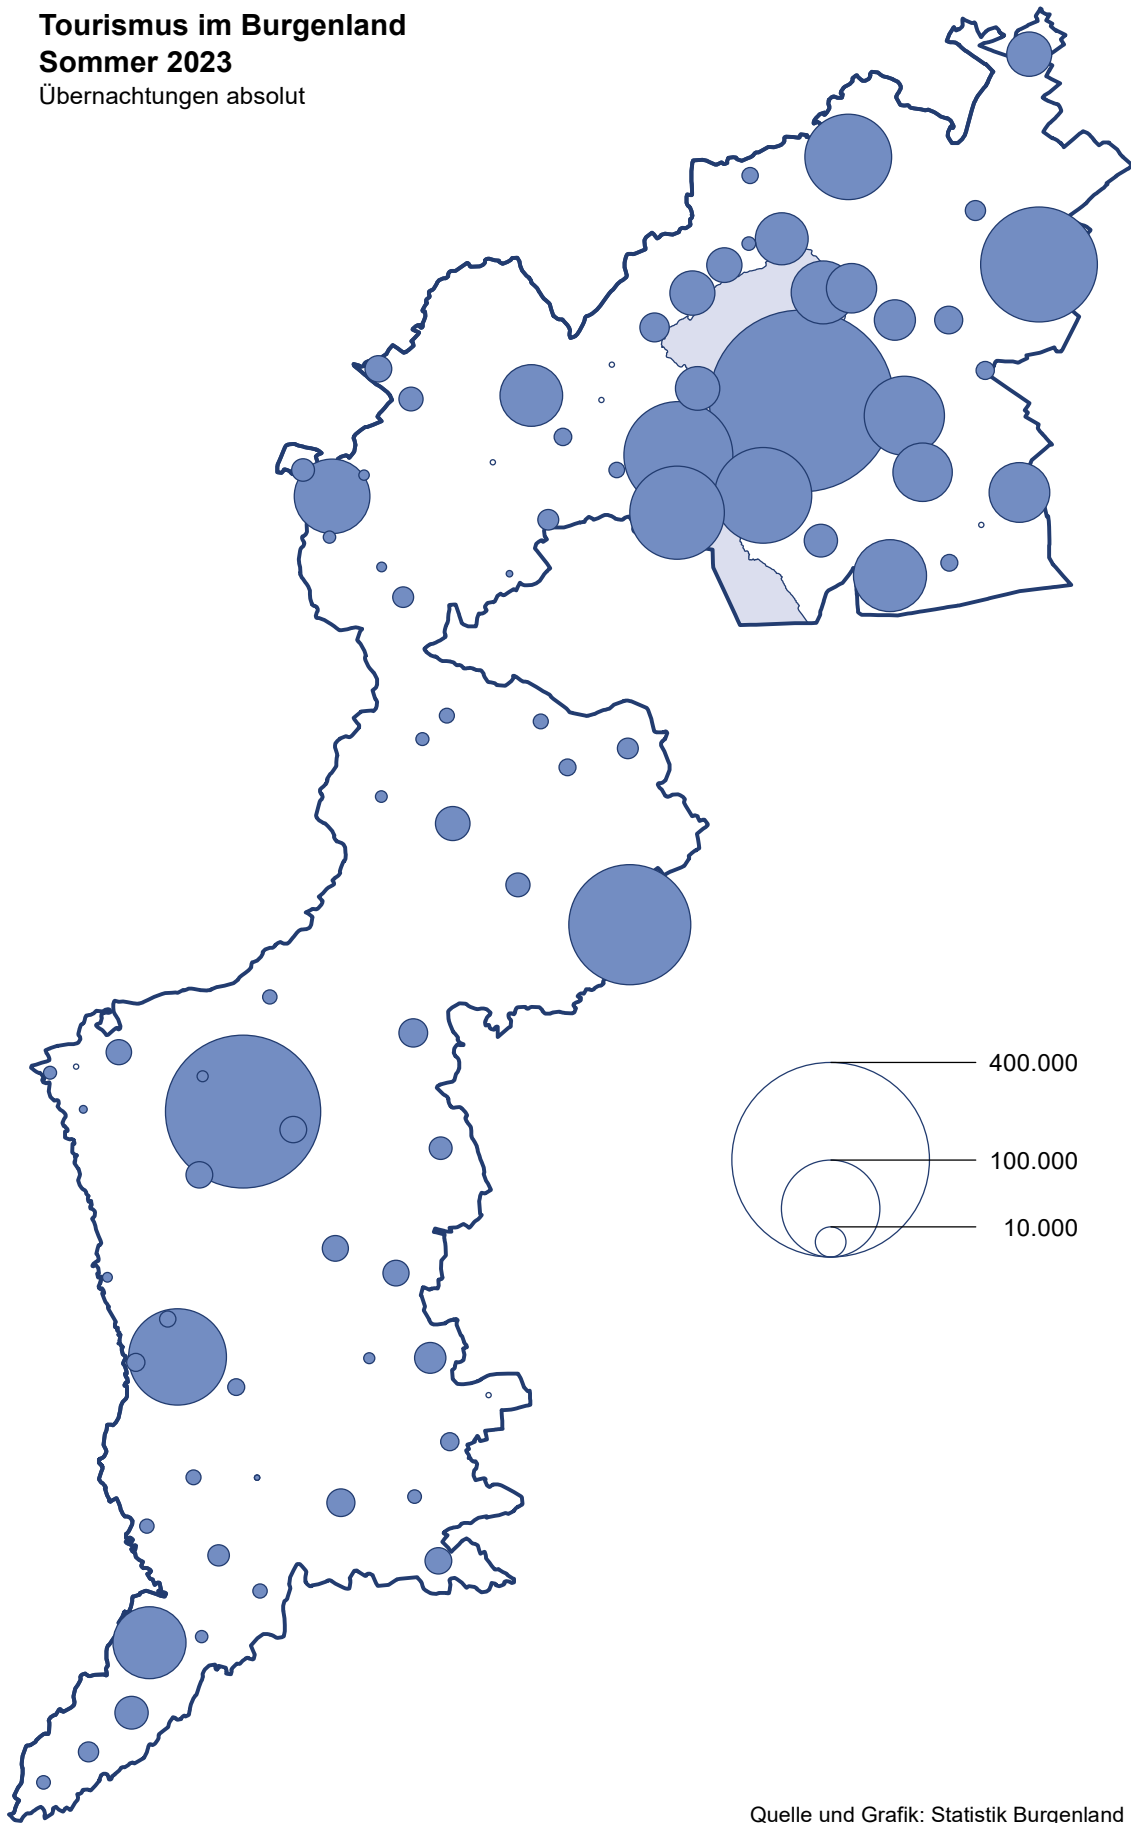 Tourismus im Burgenland
Sommer 2023
Übernachtungen absolut
400.000
100.000
10.000
Quelle und Grafik: Statistik Burgenland